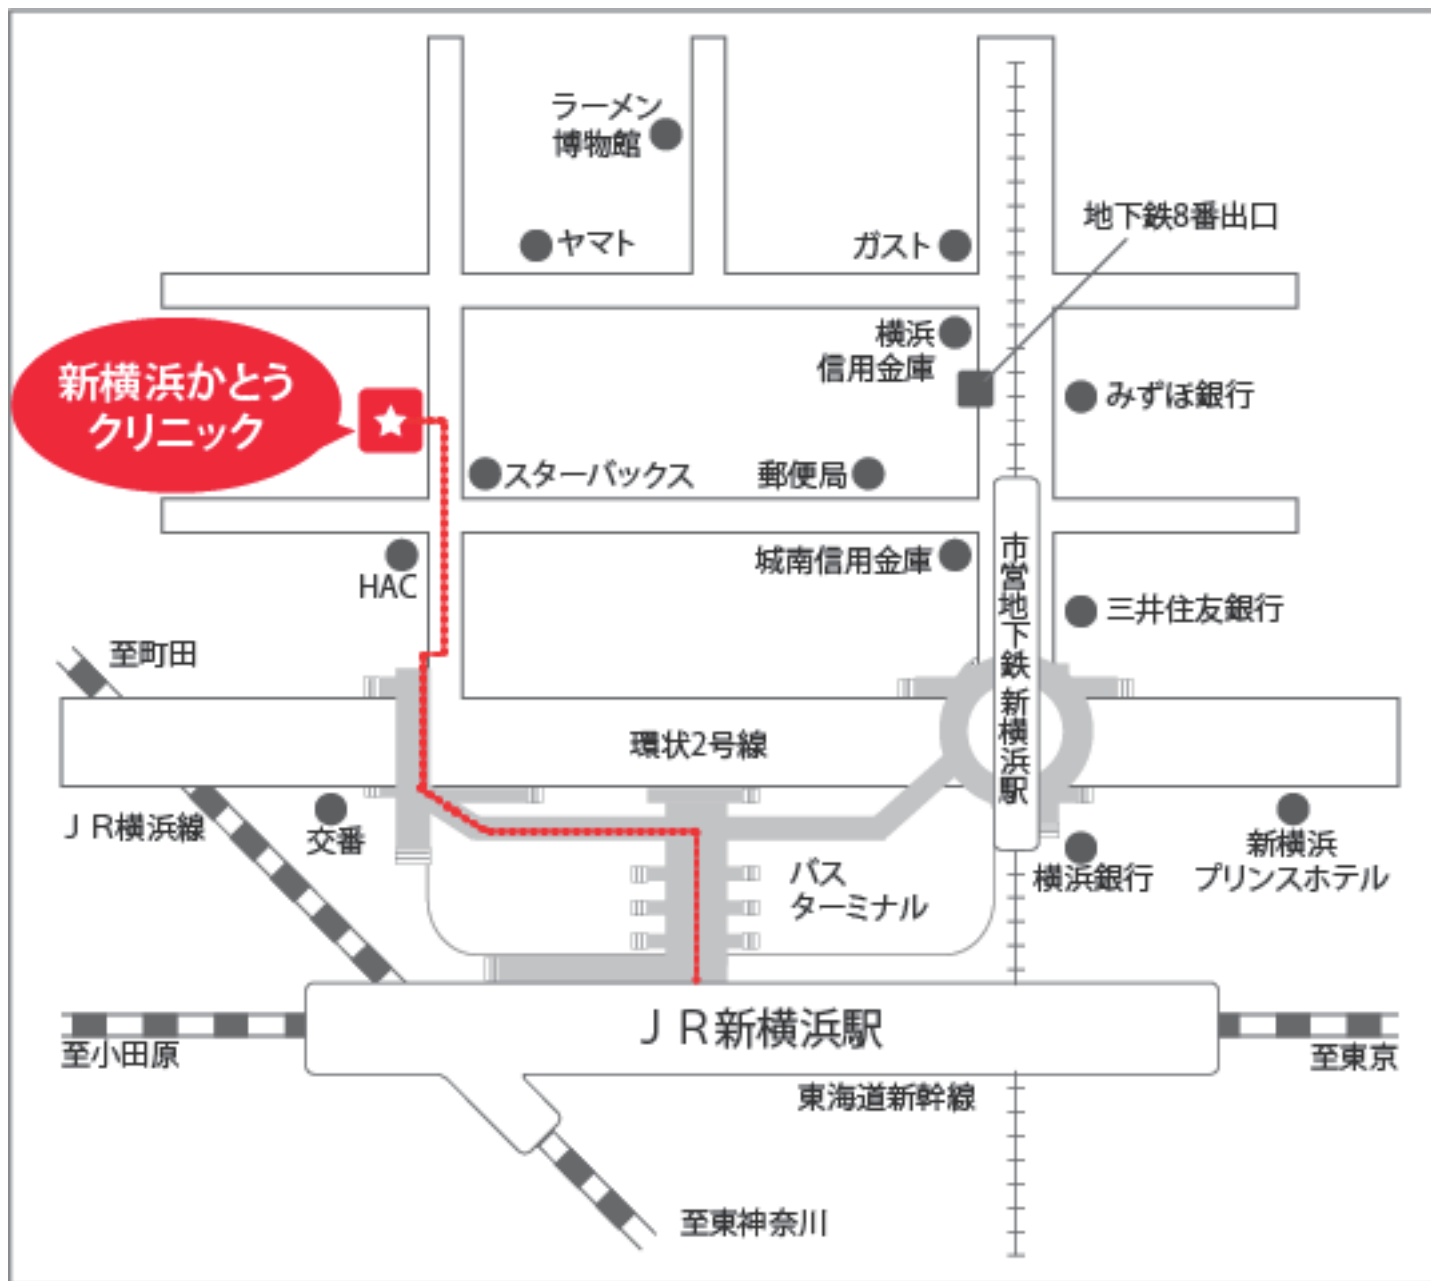 ラーメン
博物館
地下鉄8番出口
ヤマト
ガスト
横浜
信用金庫
新横浜かとう
クリニック
みずほ銀行
スターバックス
郵便局
市営地下鉄 新横浜駅
城南信用金庫
HAC
三井住友銀行
至町田
環状2号線
ＪＲ横浜線
交番
新横浜
プリンスホテル
バス
ターミナル
横浜銀行
ＪＲ新横浜駅
至小田原
至東京
東海道新幹線
至東神奈川